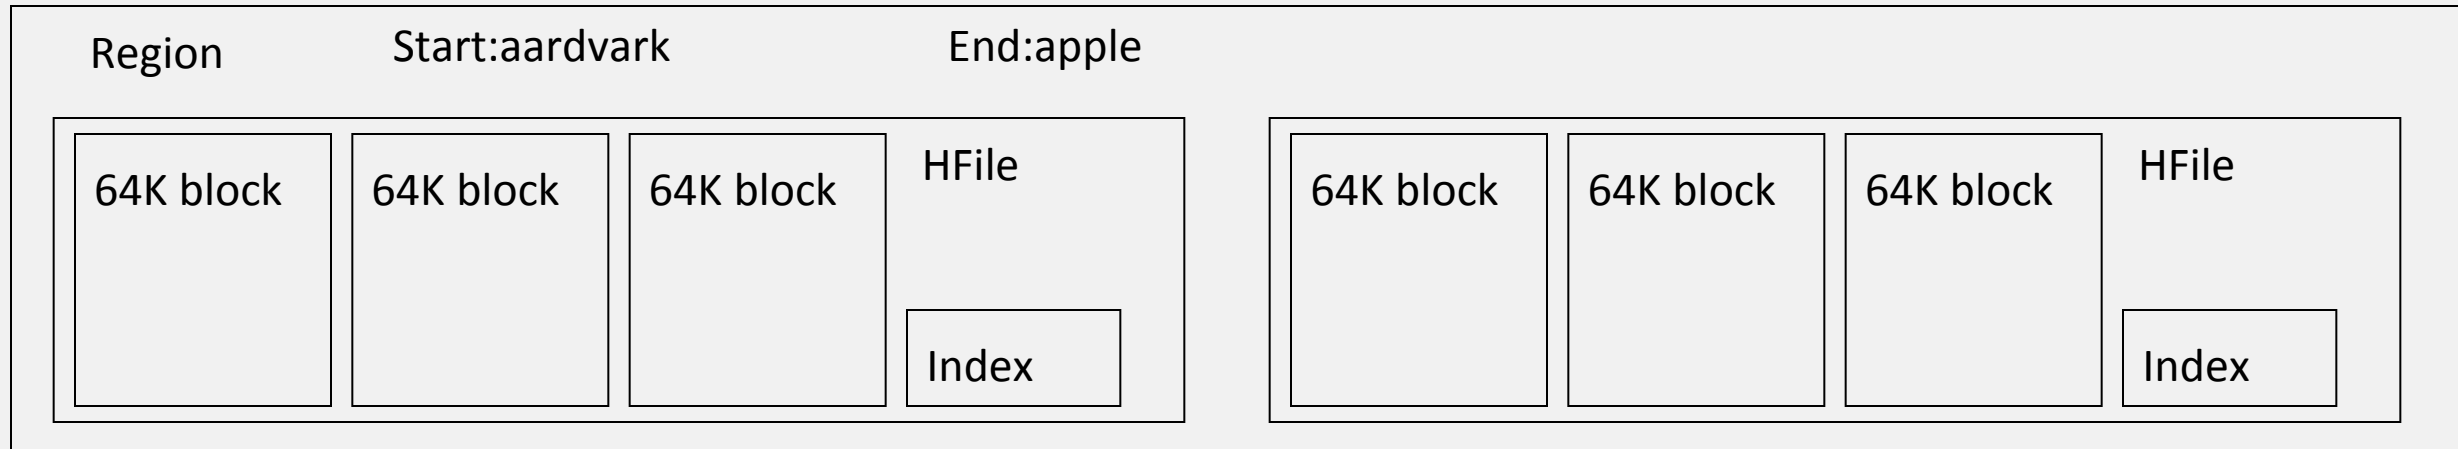 Region Start:aardvark End:apple
64K block 64K block 64K block HFile
Index
64K block 64K block 64K block HFile
Index